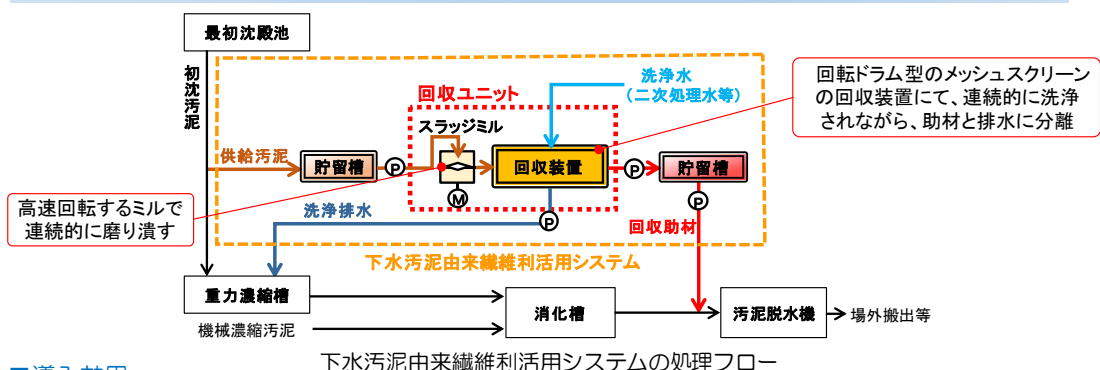 最初沈殿池
初沈汚泥
洗浄水
(二次処理水等)
回転ドラム型のメッシュスクリーン
の回収装置にて、連続的に洗浄
されながら、助材と排水に分離
回収ユニット
スラッジミル
供給汚泥
貯留槽
P
回収装置
P
貯留槽
M
P
P
高速回転するミルで
連続的に磨り潰す
洗浄排水
回収助材
下水汚泥由来繊維利活用システム
重力濃縮槽
機械濃縮汚泥
消化槽
汚泥脱水機
場外搬出等
下水汚泥由来繊維利活用システムの処理フロー